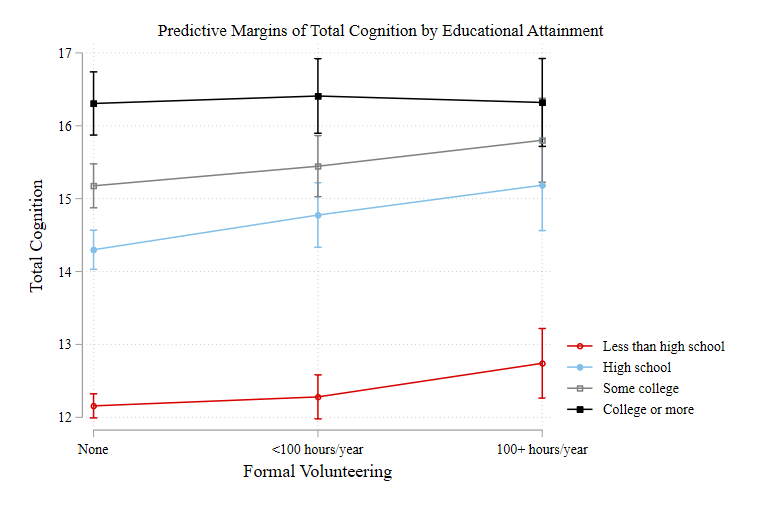 Predictive Margins of Total Cognition by Educational Attainment
17
16
15
14
13
12
Total Cognition
None
<100 hours/year
100+ hours/year
Formal Volunteering
Less than high school
High school
Some college
College or more